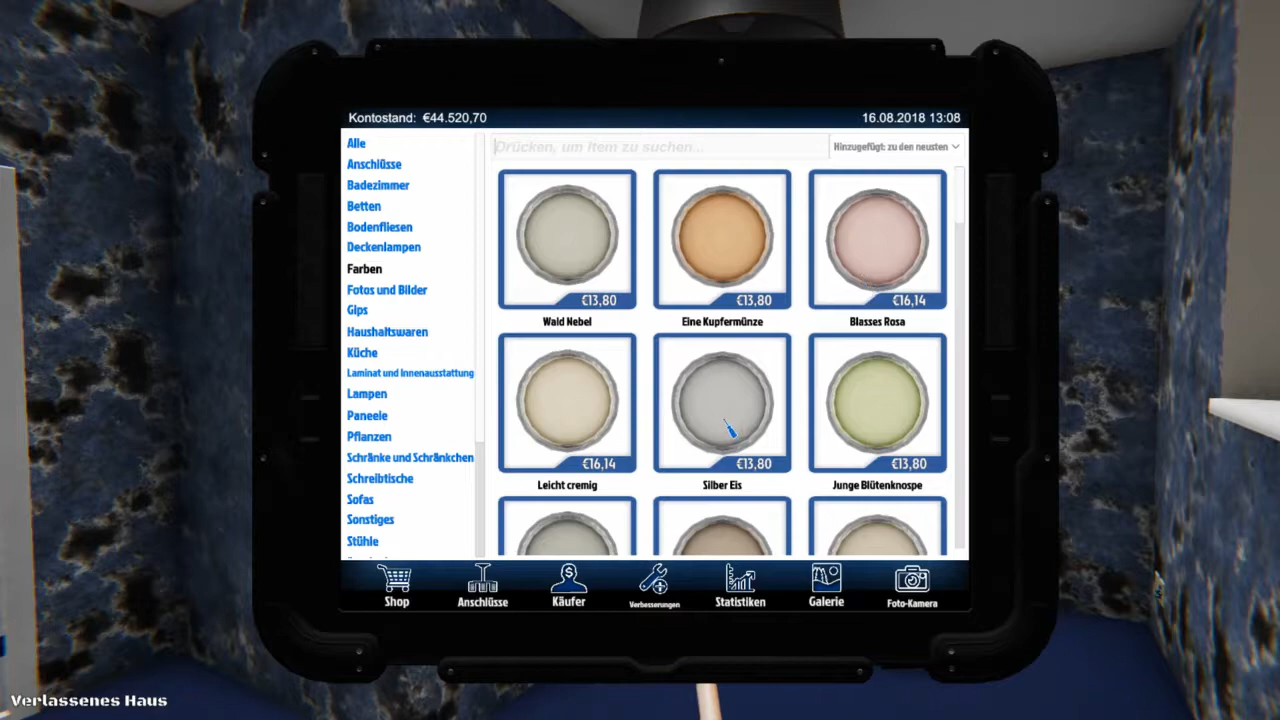 Kontostand: €44.520,70
16.08.2018 13:08
Alle
Anschlüsse
Badezimmer
Betten
Bodenfliesen
Deckenlampen
Farben
Fotos und Bilder
Gips
Haushaltswaren
Küche
Laminat und Innenausstattung
Lampen
Paneele
Pflanzen
Schränke und Schränkchen
Schreibtische
Sofas
Sonstiges
Stühle
Drücken, um Item zu suchen...
Hinzugefügt: zu den neusten
€13,80
€13,80
€16,14
Wald Nebel
Eine Kupfermünze
Blasses Rosa
€16,14
€13,80
€13,80
Leicht cremig
Silber Eis
Junge Blütenknospe
Shop
Anschlüsse
Käufer
Verbesserungen
Statistiken
Galerie
Foto-Kamera
Verlassenes Haus